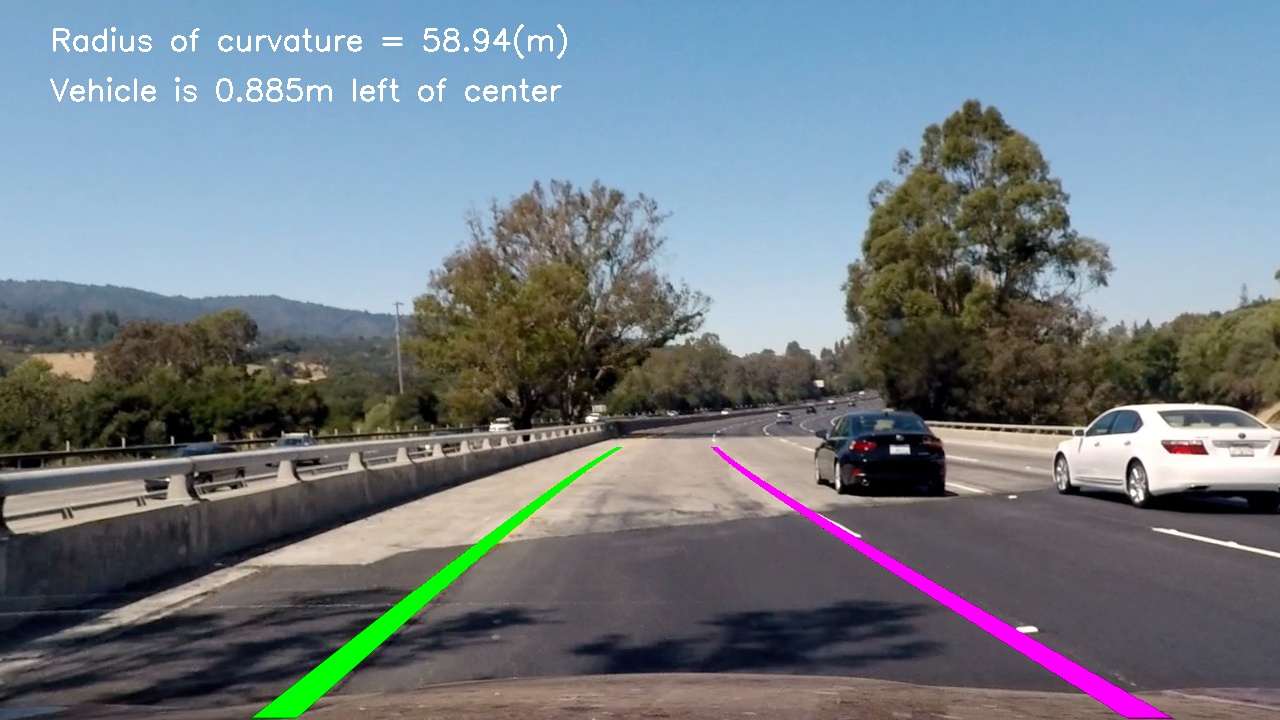 Radius of curvature = 58.94(m)
Vehicle is 0.885m left of center